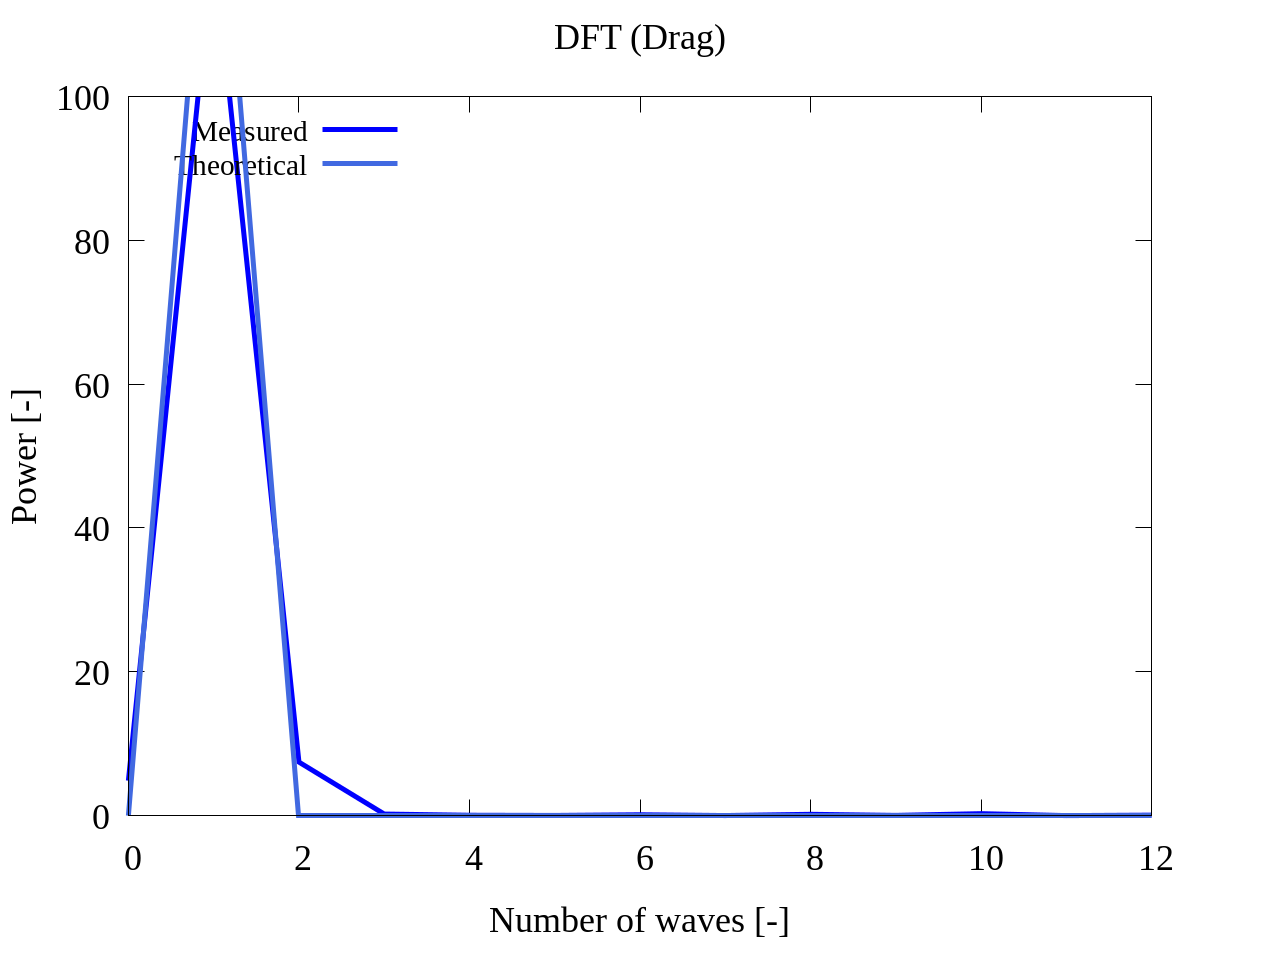 DFT (Drag)
100
80
60
40
20
0
Power [-]
Measured
Theoretical
0 2 4 6 8 10 12
Number of waves [-]